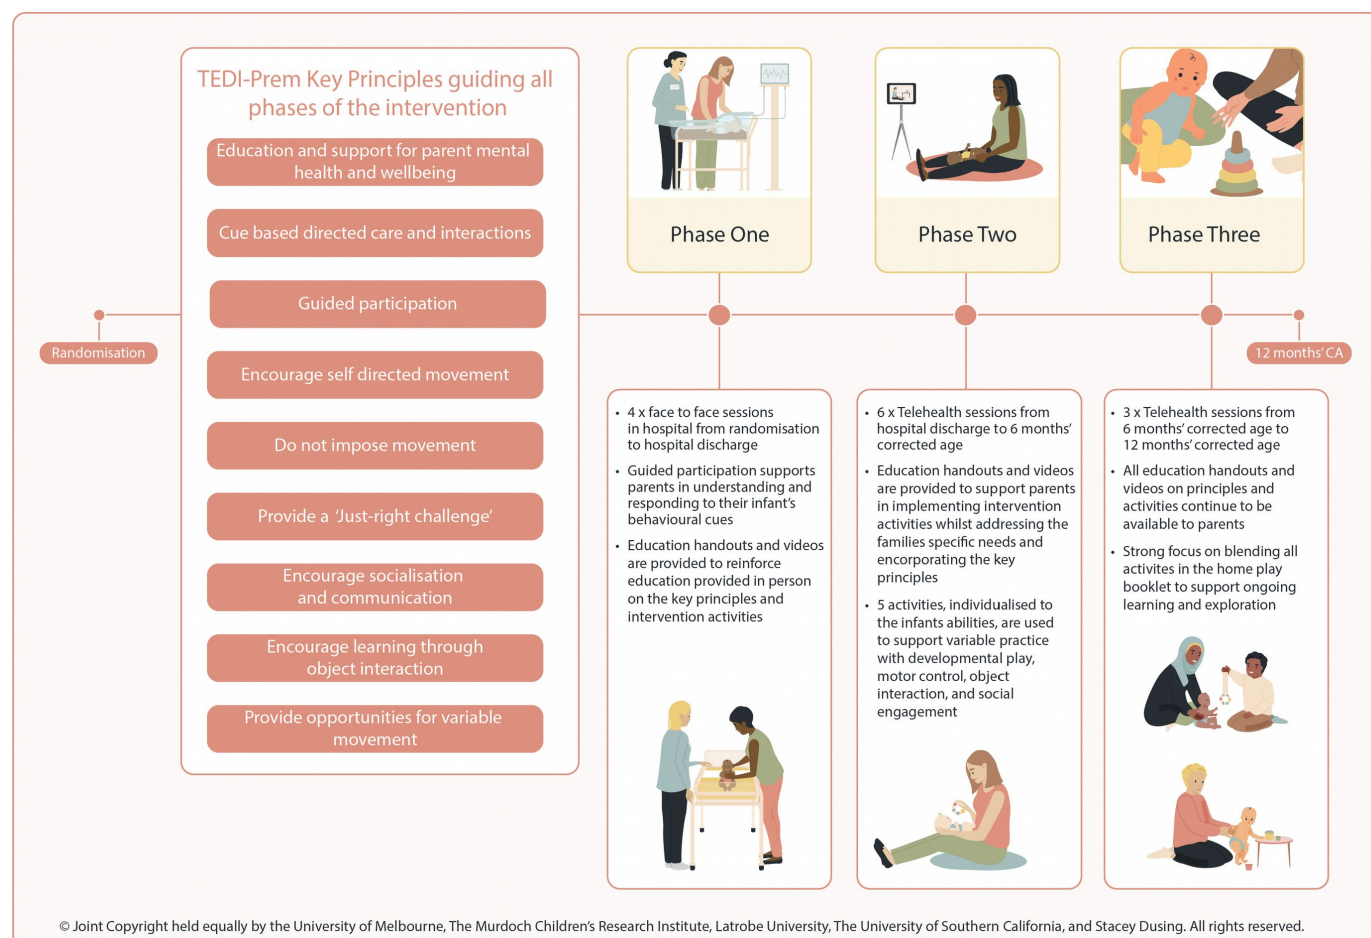 TEDI-Prem Key Principles guiding all
phases of the intervention
Education and support for parent mental
health and wellbeing
Cue based directed care and interactions
Guided participation
Encourage self directed movement
Do not impose movement
Provide a ‘Just-right challenge’
Encourage socialisation
and communication
Encourage learning through
object interaction
Provide opportunities for variable
movement
Randomisation
Phase One
• 4 x face to face sessions
in hospital from randomisation
to hospital discharge
• Guided participation supports
parents in understanding and
responding to their infant’s
behavioural cues
• Education handouts and videos
are provided to reinforce
education provided in person
on the key principles and
intervention activities
Phase Two
• 6 x Telehealth sessions from
hospital discharge to 6 months’
corrected age
• Education handouts and videos
are provided to support parents
in implementing intervention
activities whilst addressing the
families specific needs and
encorporating the key
principles
• 5 activities, individualised to
the infants abilities, are used
to support variable practice
with developmental play,
motor control, object
interaction, and social
engagement
Phase Three
• 3 x Telehealth sessions from
6 months’ corrected age to
12 months’ corrected age
• All education handouts and
videos on principles and
activities continue to be
available to parents
• Strong focus on blending all
activites in the home play
booklet to support ongoing
learning and exploration
12 months’ CA
© Joint Copyright held equally by the University of Melbourne, The Murdoch Children’s Research Institute, Latrobe University, The University of Southern California, and Stacey Dusing. All rights reserved.